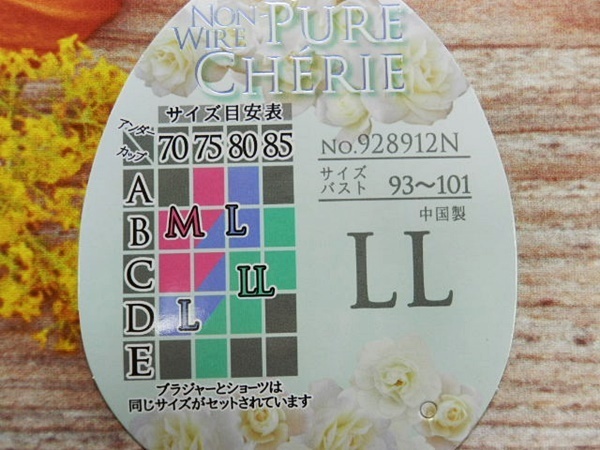 NON WIRE PURE CHÉRIE
サイズ目安表
アンダー
カップ
70 75 80 85
A
B
C
D
E
M L
LL
L
ブラジャーとショーツは
同じサイズがセットされています
NO.928912N
サイズ
バスト 93〜101
中国製
LL